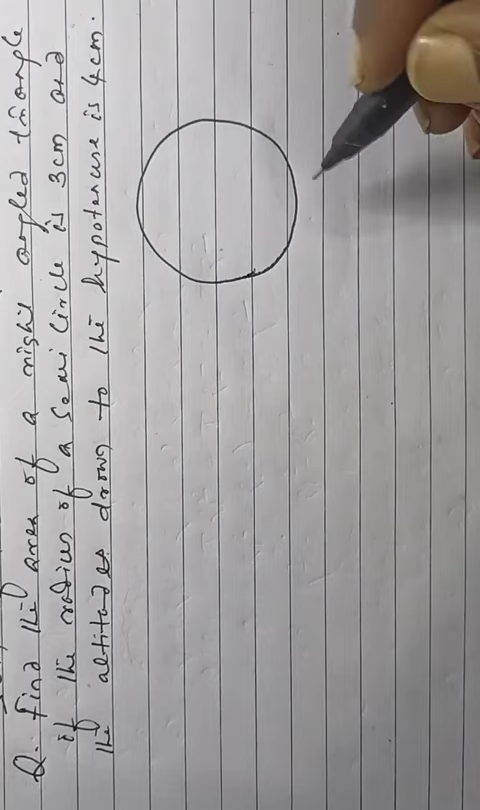 Q. Find the area of a right angled triangle
if the radius of a Semi Circle is 3cm and
the altitudes drawn to the hypotenuse is 4cm.